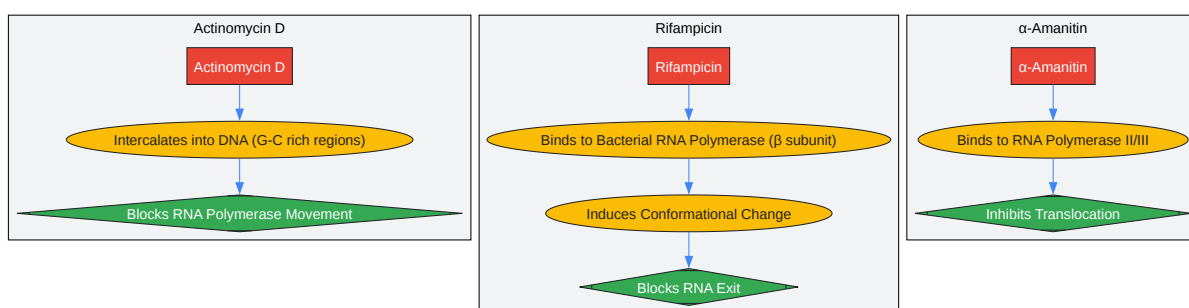 Actinomycin D
Actinomycin D
Intercalates into DNA (G-C rich regions)
Blocks RNA Polymerase Movement
Rifampicin
Rifampicin
Binds to Bacterial RNA Polymerase (β subunit)
Induces Conformational Change
Blocks RNA Exit
α-Amanitin
α-Amanitin
Binds to RNA Polymerase II/III
Inhibits Translocation